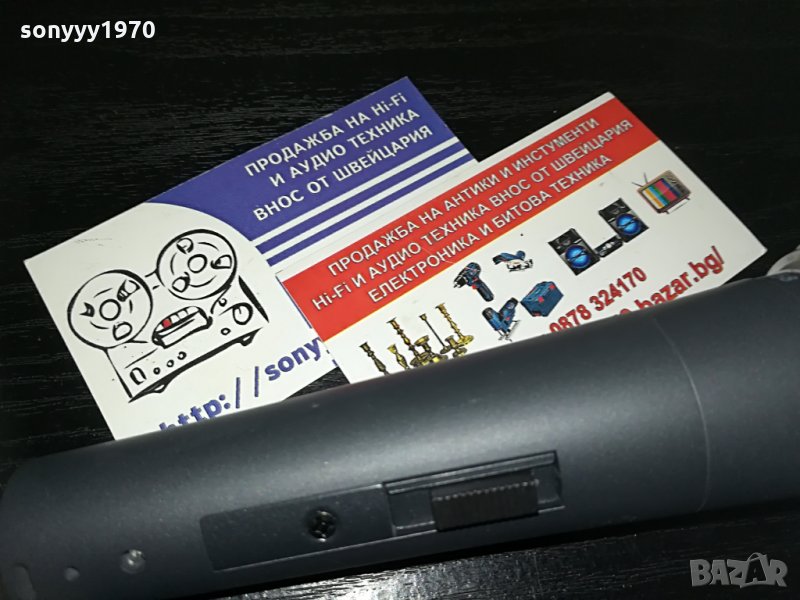 sonyyy1970
ПРОДАЖБА НА Hi-Fi
И АУДИО ТЕХНИКА
ВНОС ОТ ШВЕЙЦАРИЯ
http://sony
ПРОДАЖБА НА АНТИКИ И ИНСТУМЕНТИ
Hi-Fi И АУДИО ТЕХНИКА ВНОС ОТ ШВЕЙЦАРИЯ
ЕЛЕКТРОНИКА И БИТОВА ТЕХНИКА
0878 324170
.bazar.bg/
BAZAR